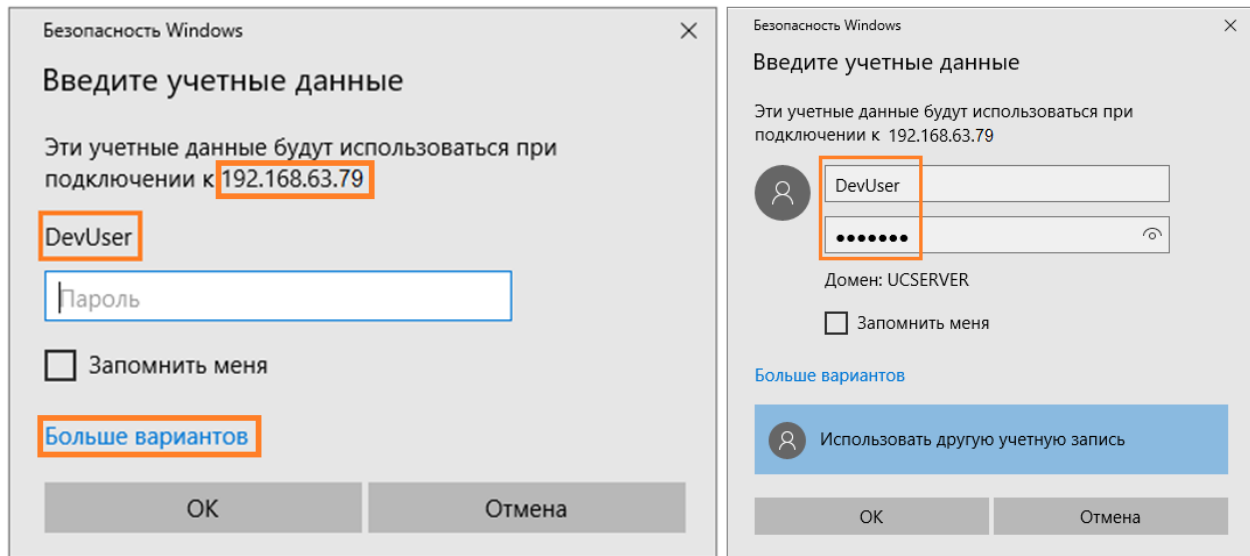 Безопасность Windows
Введите учетные данные
Эти учетные данные будут использоваться при
подключении к 192.168.63.79
DevUser
Пароль
Запомнить меня
Больше вариантов
ОК
Отмена
Безопасность Windows
Введите учетные данные
Эти учетные данные будут использоваться при
подключении к 192.168.63.79
DevUser
•••••••
Домен: UCSERVER
Запомнить меня
Больше вариантов
Использовать другую учетную запись
ОК
Отмена